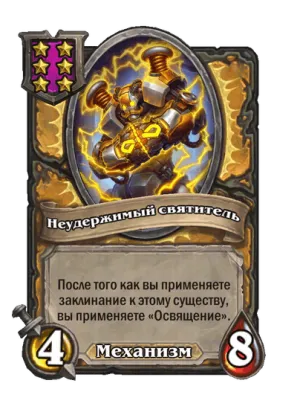 Неудержимый святитель
После того как вы применяете
заклинание к этому существу,
вы применяете «Освящение».
4
Механизм
8